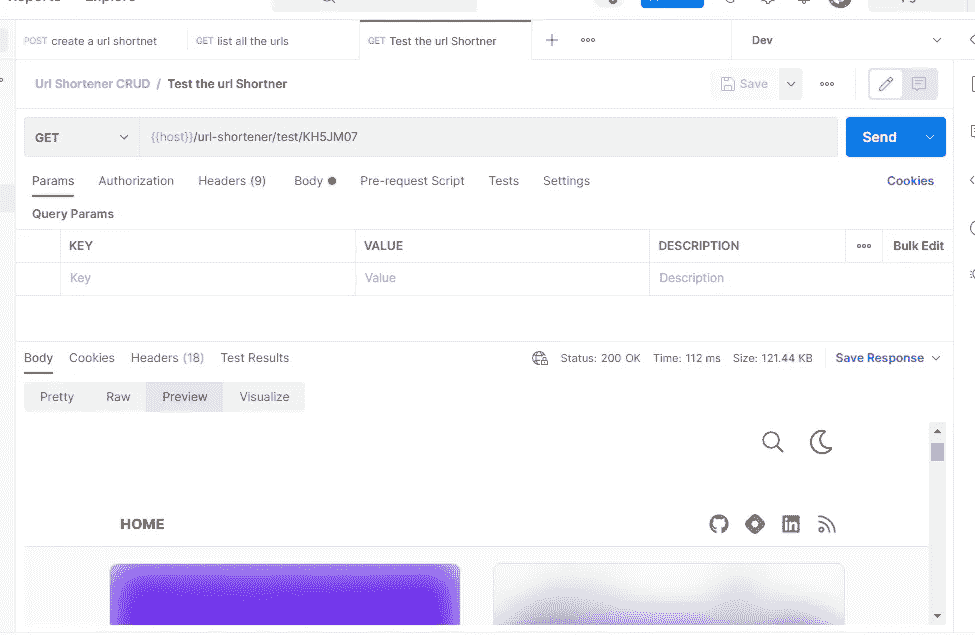 POST create a url shortnet GET list all the urls GET Test the url Shortner Dev
Url Shortener CRUD / Test the url Shortner Save
GET {{host}}/url-shortener/test/KH5JM07 Send
Params Authorization Headers (9) Body Pre-request Script Tests Settings Cookies
Query Params
KEY VALUE DESCRIPTION Bulk Edit
Key Value Description
Body Cookies Headers (18) Test Results Status: 200 OK Time: 112 ms Size: 121.44 KB Save Response
Pretty Raw Preview Visualize
HOME
in